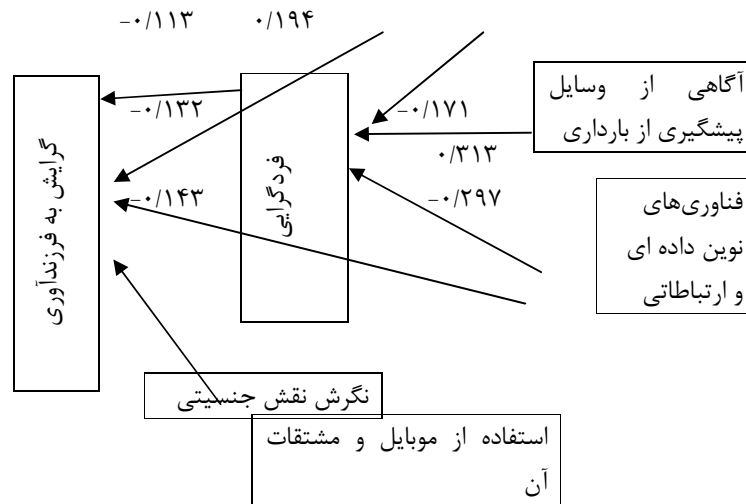 -۰/۱۱۳ ۰/۱۹۴
آگاهی از وسایل
پیشگیری از بارداری
-۰/۱۷۱
-۰/۱۳۲
۰/۳۱۳
-۰/۲۹۷
-۰/۱۴۳
فناوری‌های
نوین داده ای
و ارتباطاتی
فردگرایی
گرایش به فرزندآوری
نگرش نقش جنسیتی
استفاده از موبایل و مشتقات
آن